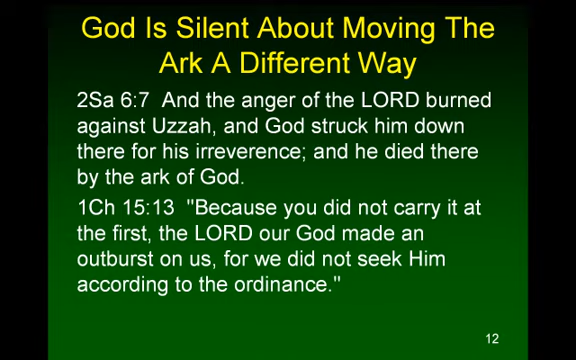 God Is Silent About Moving The
Ark A Different Way
2Sa 6:7 And the anger of the LORD burned
against Uzzah, and God struck him down
there for his irreverence; and he died there
by the ark of God.
1Ch 15:13 "Because you did not carry it at
the first, the LORD our God made an
outburst on us, for we did not seek Him
according to the ordinance."
12